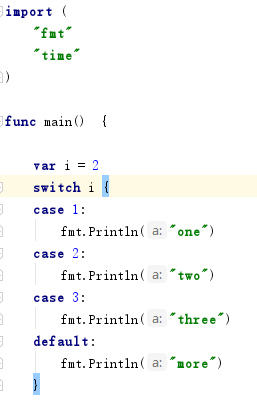 import (
    "fmt"
    "time"
)

func main()  {

    var i = 2
    switch i {
    case 1:
        fmt.Println( a: "one")
    case 2:
        fmt.Println( a: "two")
    case 3:
        fmt.Println( a: "three")
    default:
        fmt.Println( a: "more")
    }